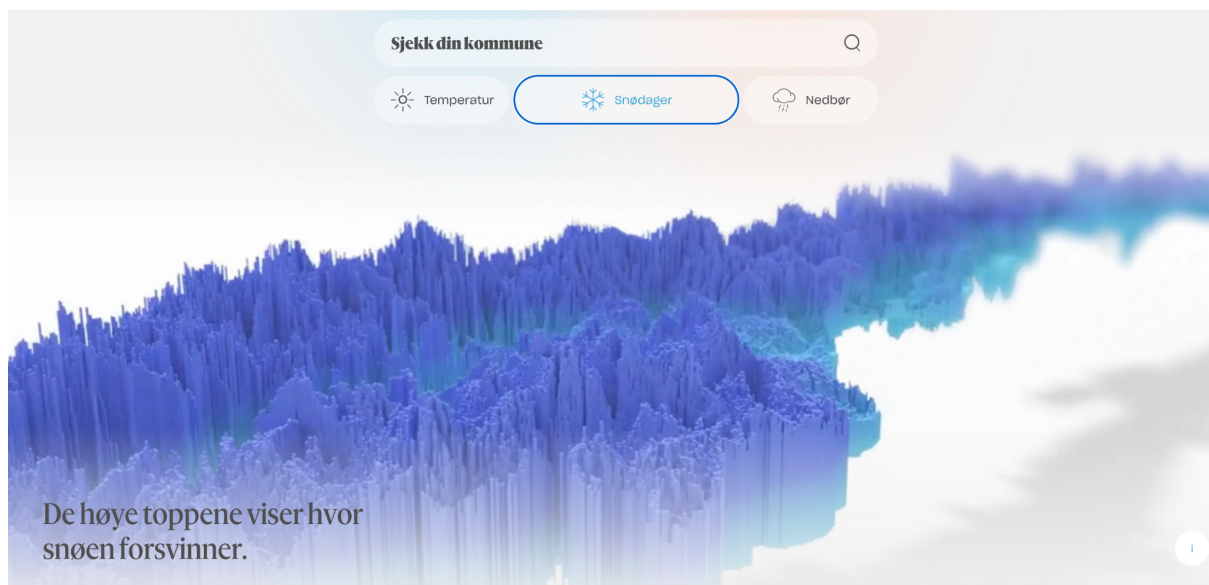 Sjekk din kommune
Temperatur
Snødager
Nedbør
De høye toppene viser hvor
snøen forsvinner.
i